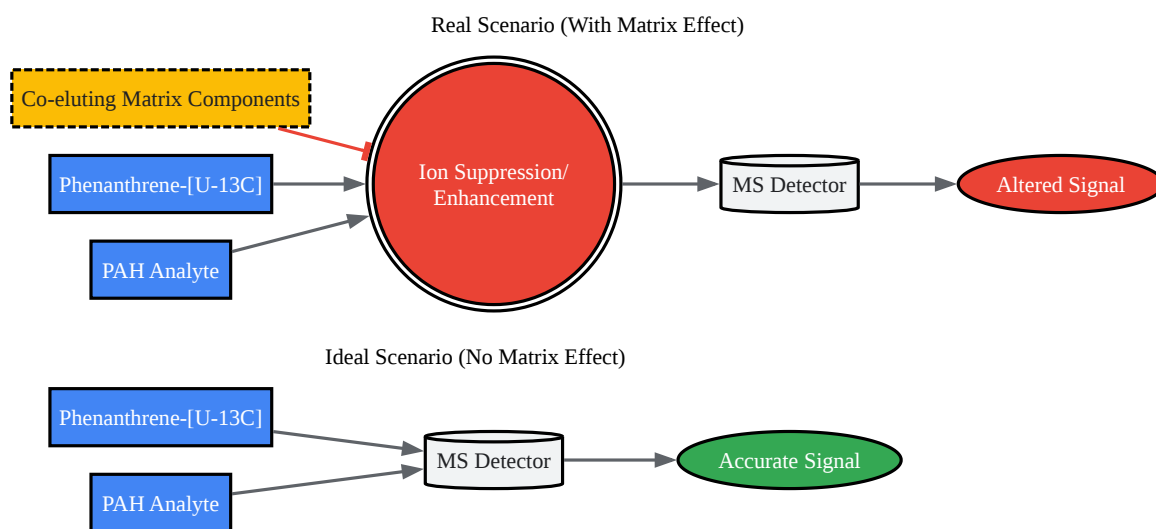 Real Scenario (With Matrix Effect)
Co-eluting Matrix Components
Phenanthrene-[U-13C]
PAH Analyte
Ion Suppression/
Enhancement
MS Detector
Altered Signal
Ideal Scenario (No Matrix Effect)
Phenanthrene-[U-13C]
PAH Analyte
MS Detector
Accurate Signal